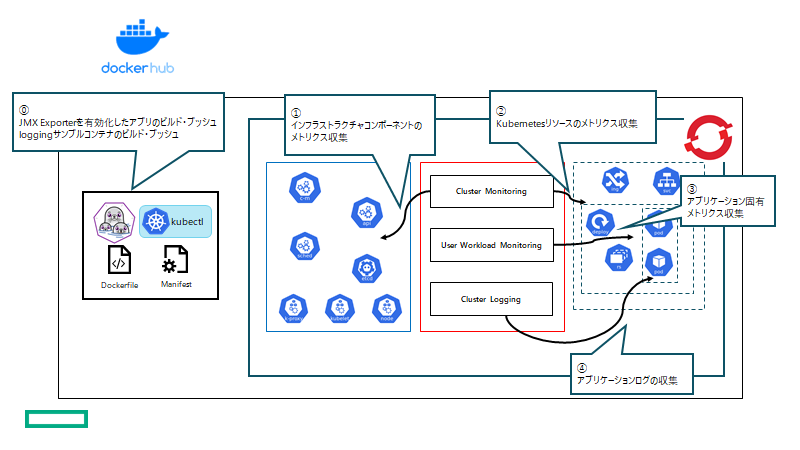 dockerhub
⓪
JMX Exporterを有効化したアプリのビルド・プッシュ
loggingサンプルコンテナのビルド・プッシュ
①
インフラストラクチャコンポーネントの
メトリクス収集
②
Kubernetesリソースのメトリクス収集
③
アプリケーション固有
メトリクス収集
kubectl
Dockerfile
Manifest
c-m
api
sched
etcd
k-proxy
kubelet
node
Cluster Monitoring
User Workload Monitoring
Cluster Logging
ing
svc
deploy
pod
rs
pod
④
アプリケーションログの収集